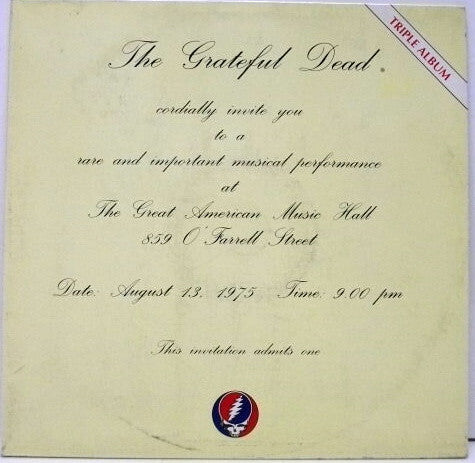 TRIPLE ALBUM
The Grateful Dead
cordially invite you
to a
rare and important musical performance
at
The Great American Music Hall
859 O'Farrell Street
Date: August 13, 1975 Time: 9:00 pm
This invitation admits one